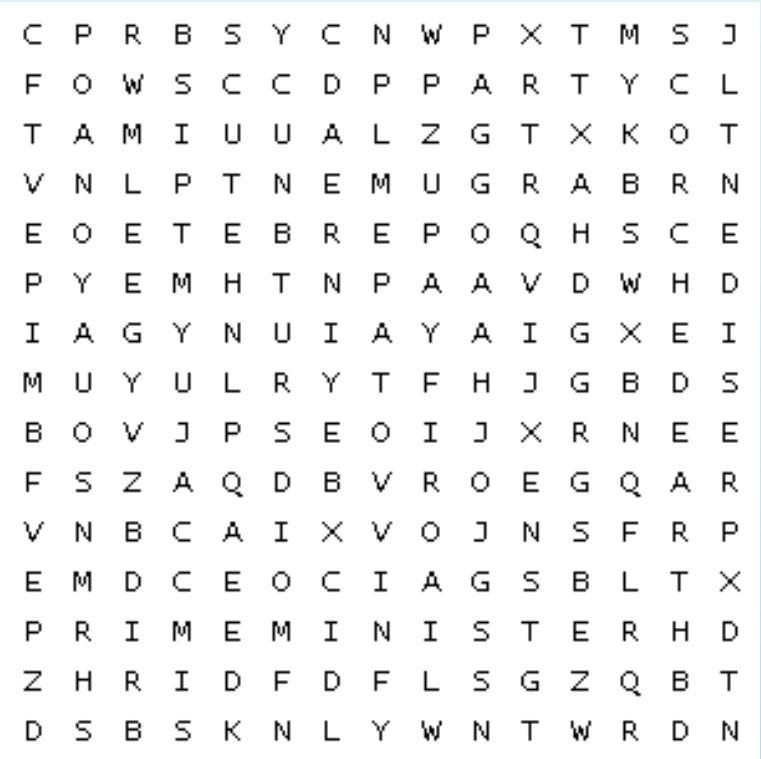 C P R B S Y C N W P X T M S J
F O W S C C D P P A R T Y C L
T A M I U U A L Z G T X K O T
V N L P T N E M U G R A B R N
E O E T E B R E P O Q H S C E
P Y E M H T N P A A V D W H D
I A G Y N U I A Y A I G X E I
M U Y U L R Y T F H J G B D S
B O V J P S E O I J X R N E E
F S Z A Q D B V R O E G Q A R
V N B C A I X V O J N S F R P
E M D C E O C I A G S B L T X
P R I M E M I N I S T E R H D
Z H R I D F D F L S G Z Q B T
D S B S K N L Y W N T W R D N